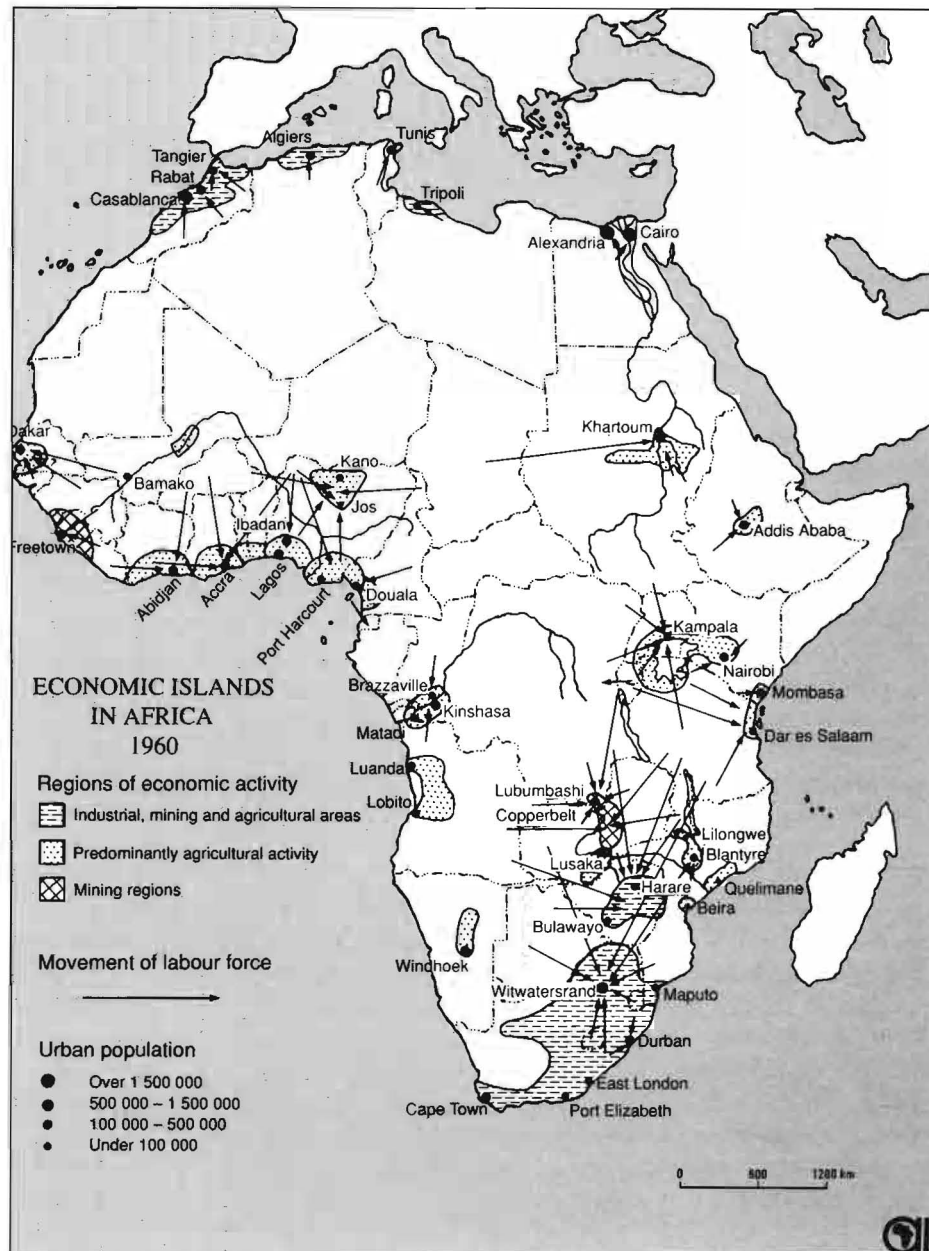 Algiers
Tunis
Tangier
Rabat
Casablanca
Tripoli
Alexandria
Cairo
Dakar
Khartoum
Kano
Bamako
Jos
Ibadan
Addis Ababa
Freetown
Abidjan
Accra
Lagos
Port Harcourt
Douala
Kampala
Nairobi
ECONOMIC ISLANDS
IN AFRICA
1960
Brazzaville
Kinshasa
Mombasa
Matadi
Dar es Salaam
Luanda
Regions of economic activity
Lubumbashi
Lobito
Industrial, mining and agricultural areas
Copperbelt
Lilongwe
Predominantly agricultural activity
Lusaka
Blantyre
Mining regions
Harare
Quelimane
Beira
Bulawayo
Movement of labour force
Windhoek
Witwatersrand
Maputo
Urban population
Durban
Over 1 500 000
East London
500 000 – 1 500 000
Cape Town
Port Elizabeth
100 000 – 500 000
Under 100 000
0 600 1200 km